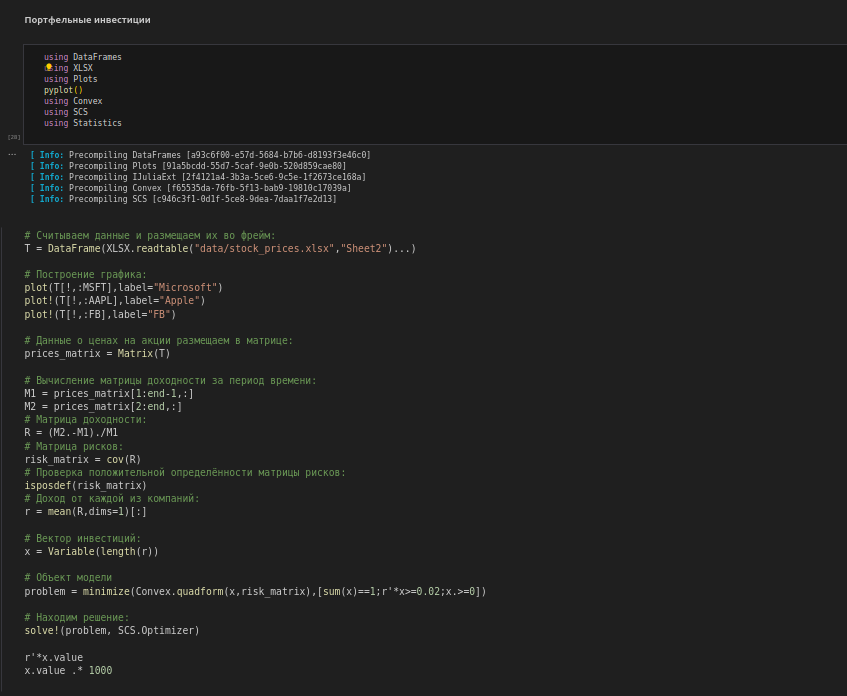 Портфельные инвестиции
using DataFrames
using XLSX
using Plots
pyplot()
using Convex
using SCS
using Statistics
[20]
...
[ Info: Precompiling DataFrames [a93c6f00-e57d-5684-b7b6-d8193f3e46c0]
[ Info: Precompiling Plots [91a5bcdd-55d7-5caf-9e0b-520d859cae80]
[ Info: Precompiling IJuliaExt [2f4121a4-3b3a-5ce6-9c5e-1f2673ce168a]
[ Info: Precompiling Convex [f65535da-76fb-5f13-bab9-19810c17039a]
[ Info: Precompiling SCS [c946c3f1-0d1f-5ce8-9dea-7daa1f7e2d13]
# Считываем данные и размещаем их во фрейм:
T = DataFrame(XLSX.readtable("data/stock_prices.xlsx","Sheet2")...)
# Построение графика:
plot(T[!,:MSFT],label="Microsoft")
plot!(T[!,:AAPL],label="Apple")
plot!(T[!,:FB],label="FB")
# Данные о ценах на акции размещаем в матрице:
prices_matrix = Matrix(T)
# Вычисление матрицы доходности за период времени:
M1 = prices_matrix[1:end-1,:]
M2 = prices_matrix[2:end,:]
# Матрица доходности:
R = (M2.-M1)./M1
# Матрица рисков:
risk_matrix = cov(R)
# Проверка положительной определённости матрицы рисков:
isposdef(risk_matrix)
# Доход от каждой из компаний:
r = mean(R,dims=1)[:]
# Вектор инвестиций:
x = Variable(length(r))
# Объект модели
problem = minimize(Convex.quadform(x,risk_matrix),[sum(x)==1;r'*x>=0.02;x.>=0])
# Находим решение:
solve!(problem, SCS.Optimizer)
r'*x.value
x.value .* 1000